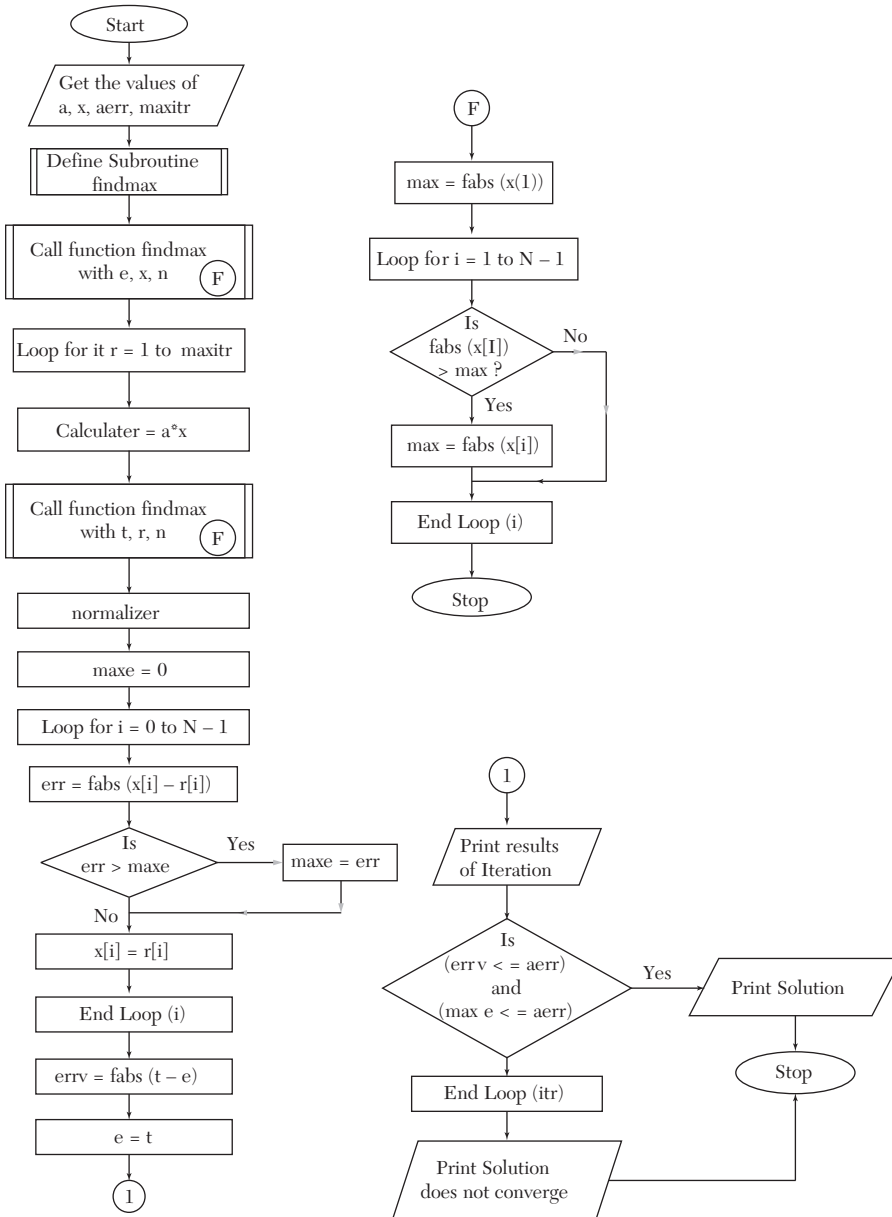 Start
Get the values of
a, x, aerr, maxitr
Define Subroutine
findmax
Call function findmax
with e, x, n
F
Loop for it r = 1 to maxitr
Calculater = a*x
Call function findmax
with t, r, n
F
normalizer
maxe = 0
Loop for i = 0 to N – 1
err = fabs (x[i] – r[i])
Is
err > maxe
Yes
maxe = err
No
x[i] = r[i]
End Loop (i)
errv = fabs (t – e)
e = t
1
F
max = fabs (x(1))
Loop for i = 1 to N – 1
Is
fabs (x[I])
> max ?
No
Yes
max = fabs (x[i])
End Loop (i)
Stop
1
Print results
of Iteration
Is
(err v < = aerr)
and
(max e < = aerr)
Yes
Print Solution
Stop
End Loop (itr)
Print Solution
does not converge